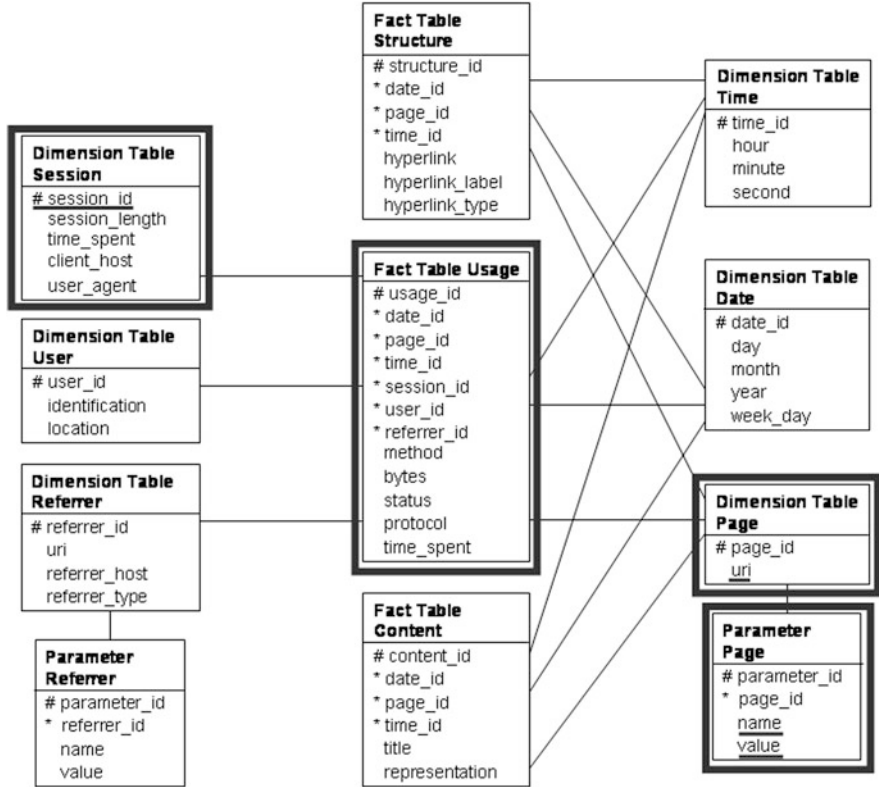 Fact Table
Structure
# structure_id
* date_id
* page_id
* time_id
hyperlink
hyperlink_label
hyperlink_type
Dimension Table
Time
# time_id
hour
minute
second
Dimension Table
Session
# session_id
session_length
time_spent
client_host
user_agent
Fact Table Usage
# usage_id
* date_id
* page_id
* time_id
* session_id
* user_id
* referrer_id
method
bytes
status
protocol
time_spent
Dimension Table
Date
# date_id
day
month
year
week_day
Dimension Table
User
# user_id
identification
location
Dimension Table
Referrer
# referrer_id
uri
referrer_host
referrer_type
Dimension Table
Page
# page_id
uri
Parameter
Referrer
# parameter_id
* referrer_id
name
value
Fact Table
Content
# content_id
* date_id
* page_id
* time_id
title
representation
Parameter
Page
# parameter_id
* page_id
name
value